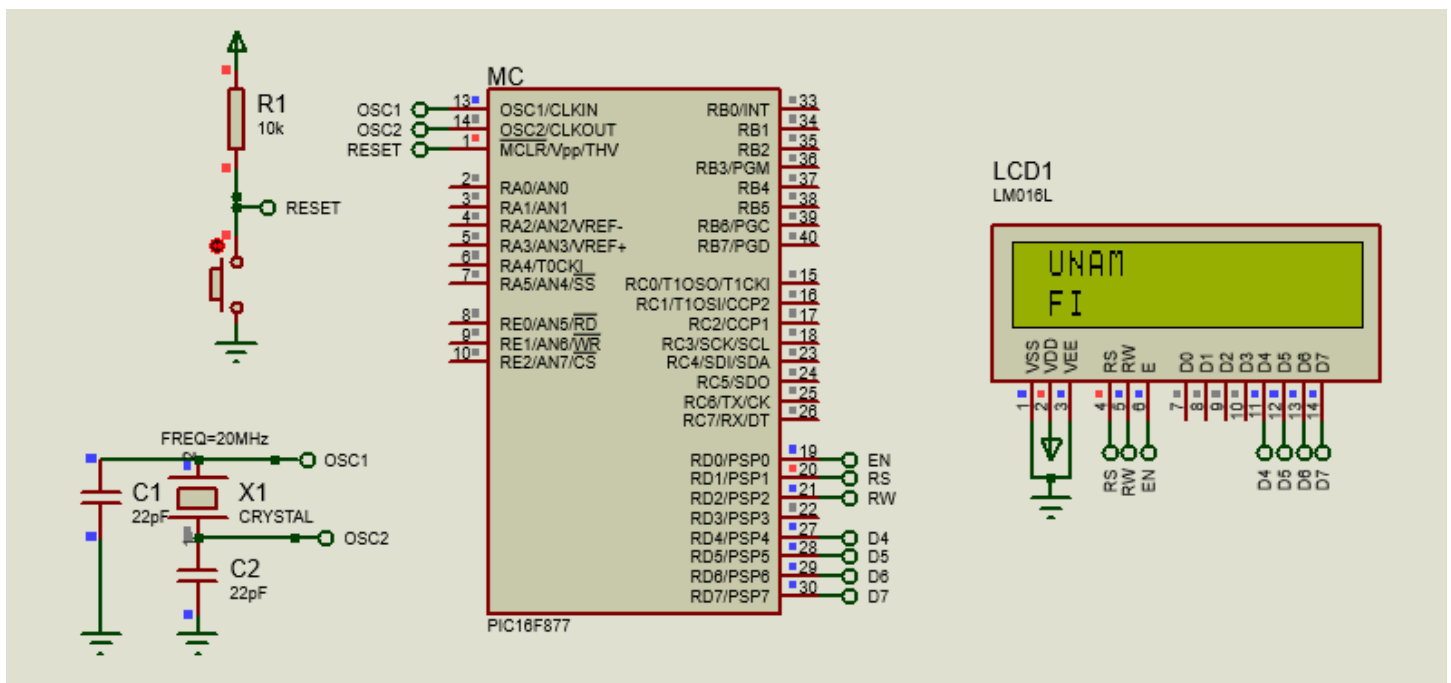 R1
10k
RESET
FREQ=20MHz
OSC1
C1
22pF
X1
CRYSTAL
OSC2
C2
22pF
MC
OSC1 13 OSC1/CLKIN
OSC2 14 OSC2/CLKOUT
RESET 1 MCLR/Vpp/THV
2 RA0/AN0
3 RA1/AN1
4 RA2/AN2/VREF-
5 RA3/AN3/VREF+
6 RA4/T0CKI
7 RA5/AN4/SS
8 RE0/AN5/RD
9 RE1/AN6/WR
10 RE2/AN7/CS
RB0/INT 33
RB1 34
RB2 35
RB3/PGM 36
RB4 37
RB5 38
RB6/PGC 39
RB7/PGD 40
RC0/T1OSO/T1CKI 15
RC1/T1OSI/CCP2 16
RC2/CCP1 17
RC3/SCK/SCL 18
RC4/SDI/SDA 23
RC5/SDO 24
RC6/TX/CK 25
RC7/RX/DT 26
RD0/PSP0 19 EN
RD1/PSP1 20 RS
RD2/PSP2 21 RW
RD3/PSP3 22
RD4/PSP4 27 D4
RD5/PSP5 28 D5
RD6/PSP6 29 D6
RD7/PSP7 30 D7
PIC16F877
LCD1
LM016L
UNAM
FI
VSS VDD VEE RS RW E D0 D1 D2 D3 D4 D5 D6 D7
1 2 3 4 5 6 7 8 9 10 11 12 13 14
RS RW EN D4 D5 D6 D7